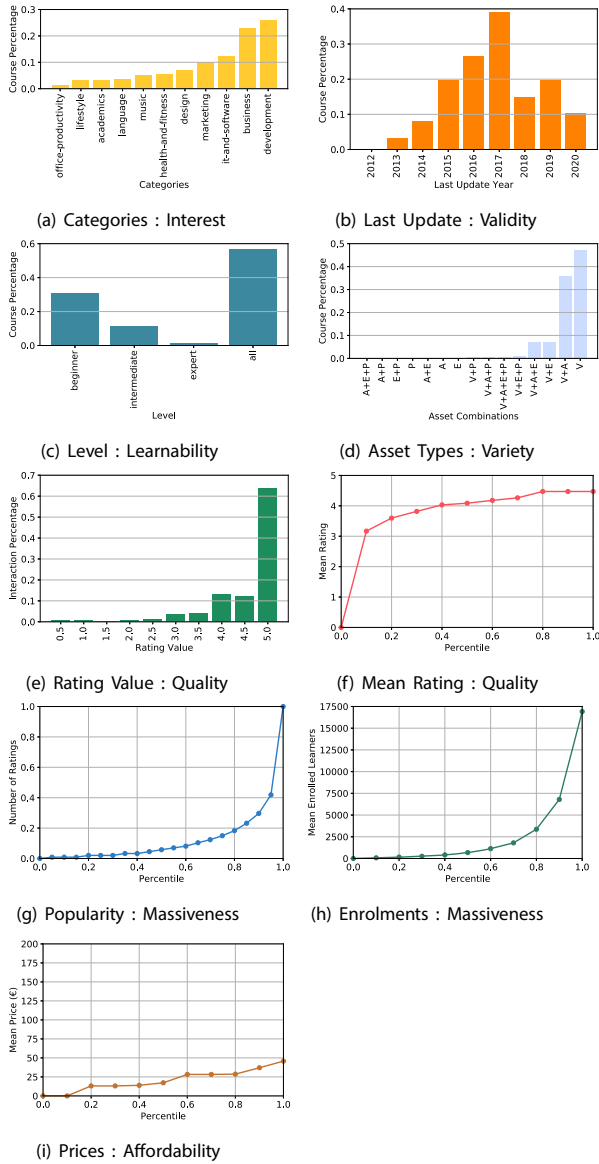 0.3
0.2
0.1
0.0
Course Percentage
office-productivity
lifestyle
academics
language
music
health-and-fitness
design
marketing
it-and-software
business
development
Categories
(a) Categories : Interest
0.4
0.3
0.2
0.1
0.0
Course Percentage
2012
2013
2014
2015
2016
2017
2018
2019
2020
Last Update Year
(b) Last Update : Validity
0.6
0.4
0.2
0.0
Course Percentage
beginner
intermediate
expert
all
Level
(c) Level : Learnability
0.5
0.4
0.3
0.2
0.1
0.0
Course Percentage
A+E+P
A+P
E+P
P
A+E
A
E
V+P
V+A+P
V+A+E+P
V+E+P
V+A+E
V+E
V+A
V
Asset Combinations
(d) Asset Types : Variety
0.7
0.6
0.5
0.4
0.3
0.2
0.1
0.0
Interaction Percentage
0.5
1.0
1.5
2.0
2.5
3.0
3.5
4.0
4.5
5.0
Rating Value
(e) Rating Value : Quality
5
4
3
2
1
0
Mean Rating
0.0 0.2 0.4 0.6 0.8 1.0
Percentile
(f) Mean Rating : Quality
1.0
0.8
0.6
0.4
0.2
0.0
Number of Ratings
0.0 0.2 0.4 0.6 0.8 1.0
Percentile
(g) Popularity : Massiveness
17500
15000
12500
10000
7500
5000
2500
0
Mean Enrolled Learners
0.0 0.2 0.4 0.6 0.8 1.0
Percentile
(h) Enrolments : Massiveness
200
175
150
125
100
75
50
25
0
Mean Price (€)
0.0 0.2 0.4 0.6 0.8 1.0
Percentile
(i) Prices : Affordability